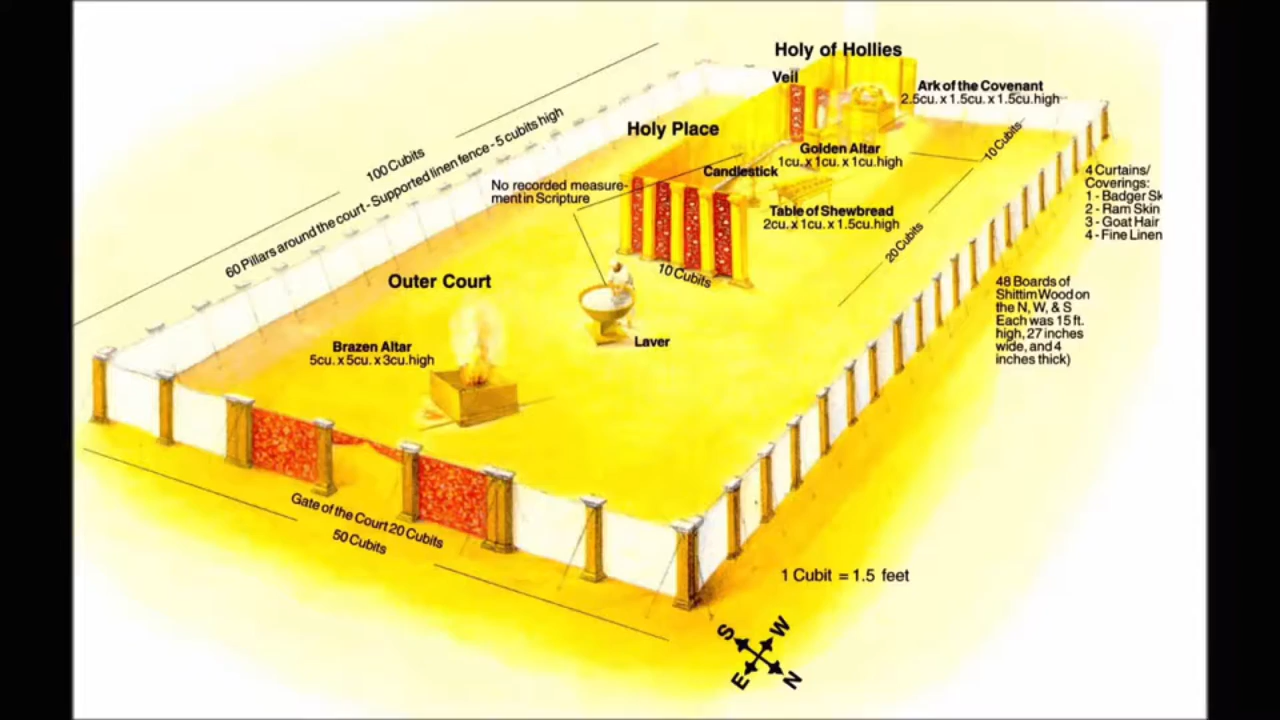 Holy of Hollies
Veil
Ark of the Covenant
2.5cu. x 1.5cu. x 1.5cu.high
Holy Place
Golden Altar
1cu. x 1cu. x 1cu.high
10 Cubits
100 Cubits
60 Pillars around the court - Supported linen fence - 5 cubits high
No recorded measure-
ment in Scripture
Candlestick
4 Curtains/
Coverings:
1 - Badger Sk
2 - Ram Skin
3 - Goat Hair
4 - Fine Linen
Table of Shewbread
2cu. x 1cu. x 1.5cu.high
20 Cubits
10 Cubits
Outer Court
48 Boards of
Shittim Wood on
the N, W, & S
Each was 15 ft.
high, 27 inches
wide, and 4
inches thick)
Laver
Brazen Altar
5cu. x 5cu. x 3cu.high
Gate of the Court 20 Cubits
50 Cubits
1 Cubit = 1.5 feet
S W
E N